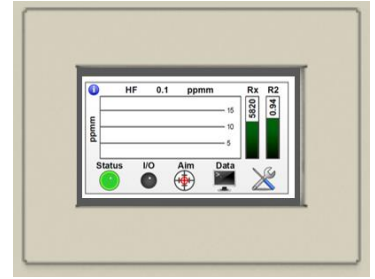 i HF 0.1 ppmm Rx R2
5820 0.94
ppmm
15
10
5
Status I/O Aim Data